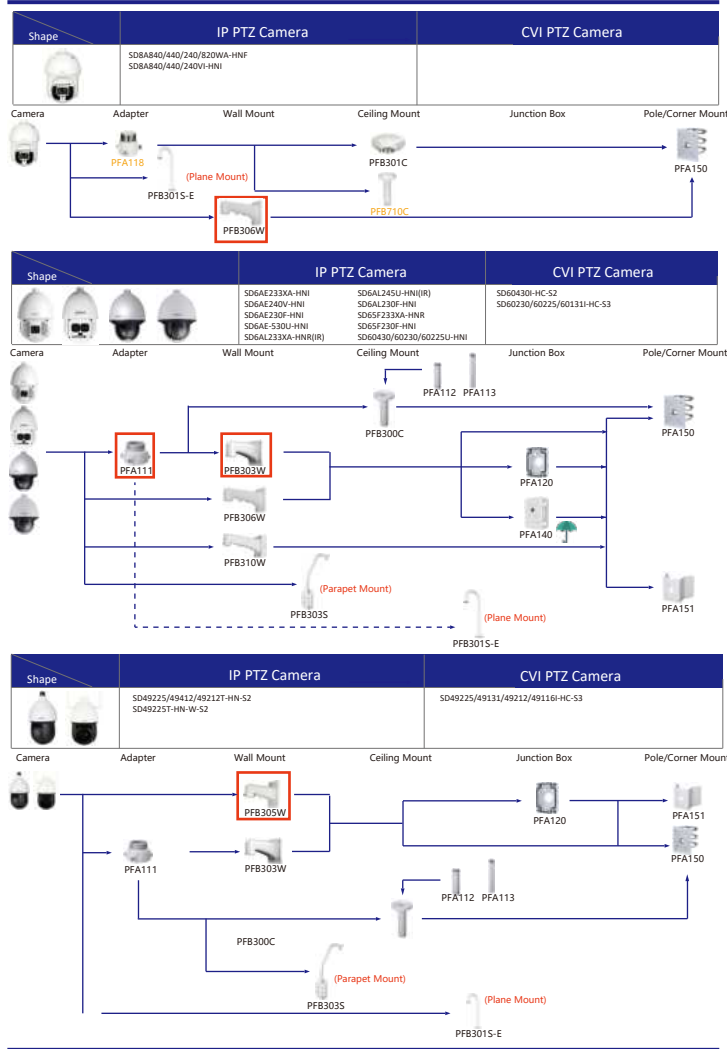 Shape IP PTZ Camera CVI PTZ Camera
SD8A840/440/240/820WA-HNF
SD8A840/440/240VI-HNI
Camera Adapter Wall Mount Ceiling Mount Junction Box Pole/Corner Mount
PFA118
PFB301C
PFA150
(Plane Mount)
PFB301S-E
PFB710C
PFB306W
Shape IP PTZ Camera CVI PTZ Camera
SD6AE233XA-HNI SD6AL245U-HNI(IR) SD60430I-HC-S2
SD6AE240V-HNI SD6AL230F-HNI SD60230/60225/60131I-HC-S3
SD6AE230F-HNI SD65F233XA-HNR
SD6AE-530U-HNI SD65F230F-HNI
SD6AL233XA-HNR(IR) SD60430/60230/60225U-HNI
Camera Adapter Wall Mount Ceiling Mount Junction Box Pole/Corner Mount
PFA112 PFA113
PFB300C
PFA150
PFA111
PFB303W
PFA120
PFB306W
PFA140
PFB310W
(Parapet Mount)
PFB303S
PFA151
(Plane Mount)
PFB301S-E
Shape IP PTZ Camera CVI PTZ Camera
SD49225/49412/49212T-HN-S2 SD49225/49131/49212/49116I-HC-S3
SD49225T-HN-W-S2
Camera Adapter Wall Mount Ceiling Mount Junction Box Pole/Corner Mount
PFB305W
PFA120
PFA151
PFA111
PFB303W
PFA150
PFA112 PFA113
PFB300C
(Parapet Mount)
PFB303S
(Plane Mount)
PFB301S-E